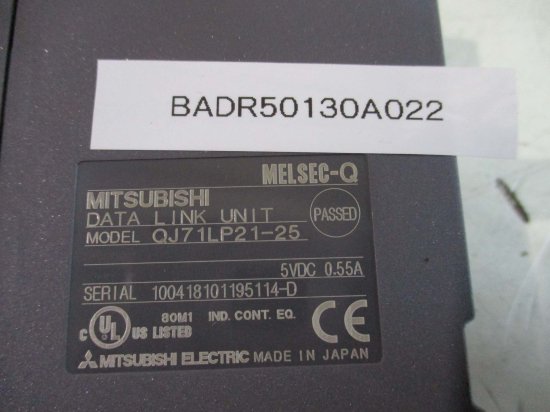 BADR50130A022
MELSEC-Q
MITSUBISHI
DATA LINK UNIT
PASSED
MODEL QJ71LP21-25
5VDC 0.55A
SERIAL 100418101195114-D
C UL US LISTED
80M1 IND. CONT. EQ.
CE
MITSUBISHI ELECTRIC MADE IN JAPAN